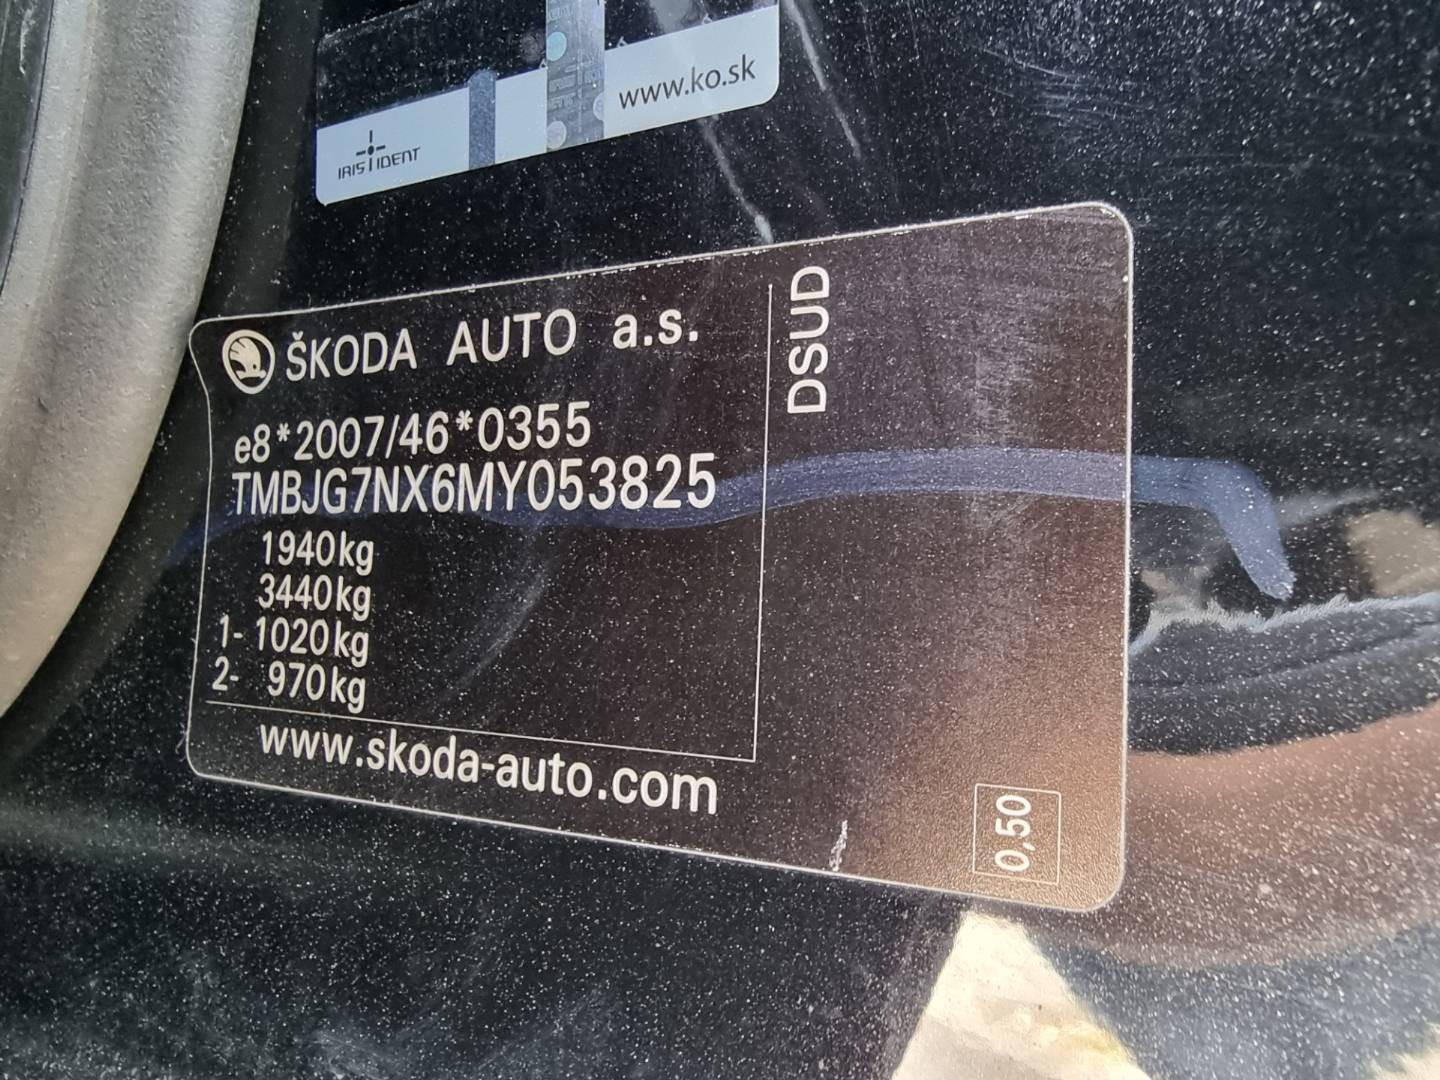 www.ko.sk
IRIS IDENT
ŠKODA AUTO a.s.
DSUD
e8*2007/46*0355
TMBJG7NX6MY053825
1940kg
3440kg
1- 1020kg
2- 970kg
www.skoda-auto.com
0,50